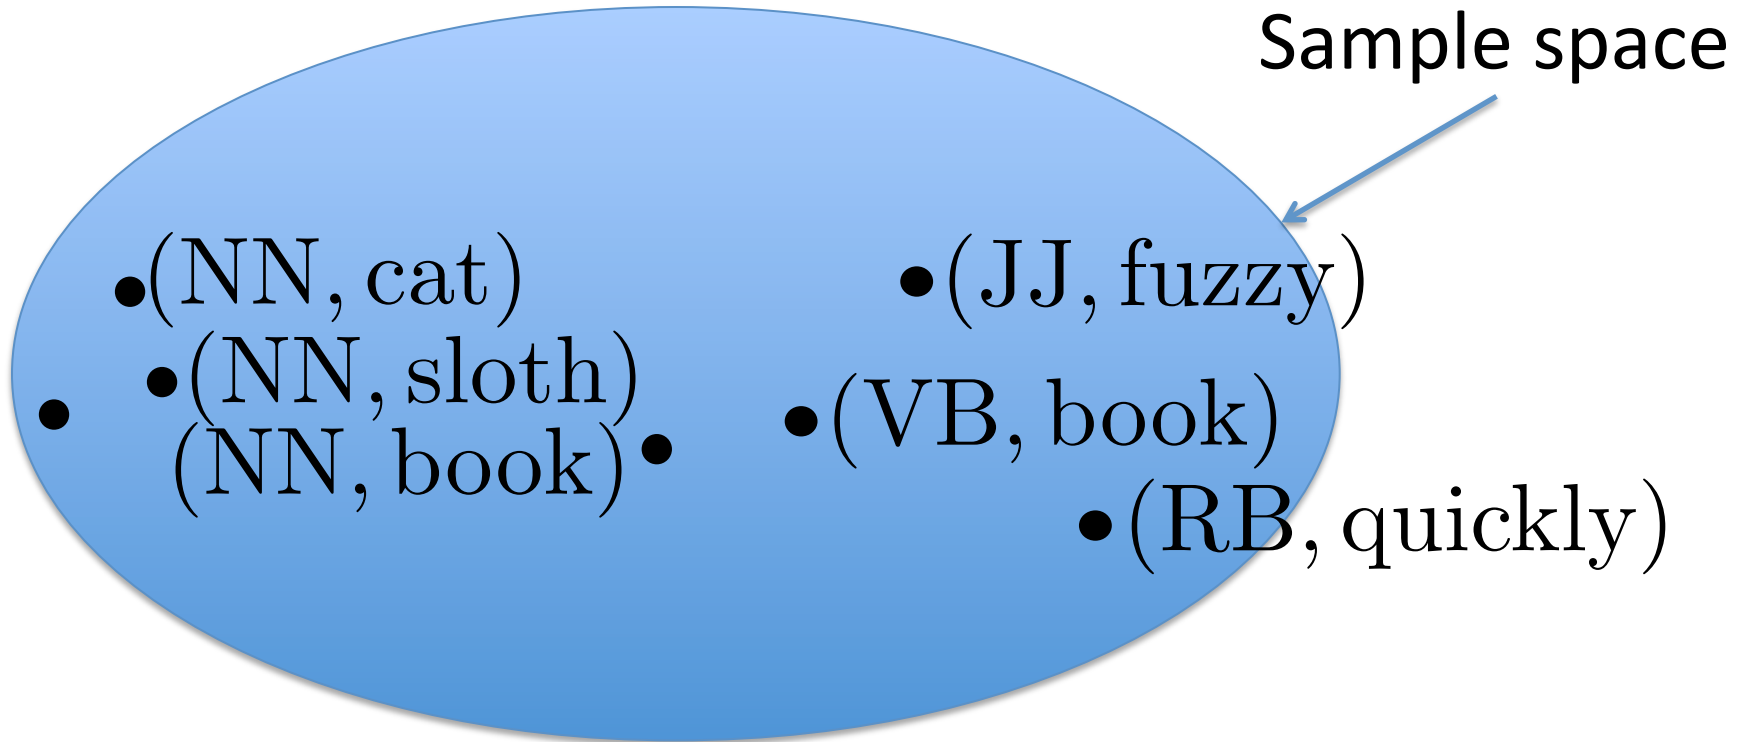 Sample space
(NN, cat)
(JJ, fuzzy)
(NN, sloth)
(VB, book)
(NN, book)
(RB, quickly)